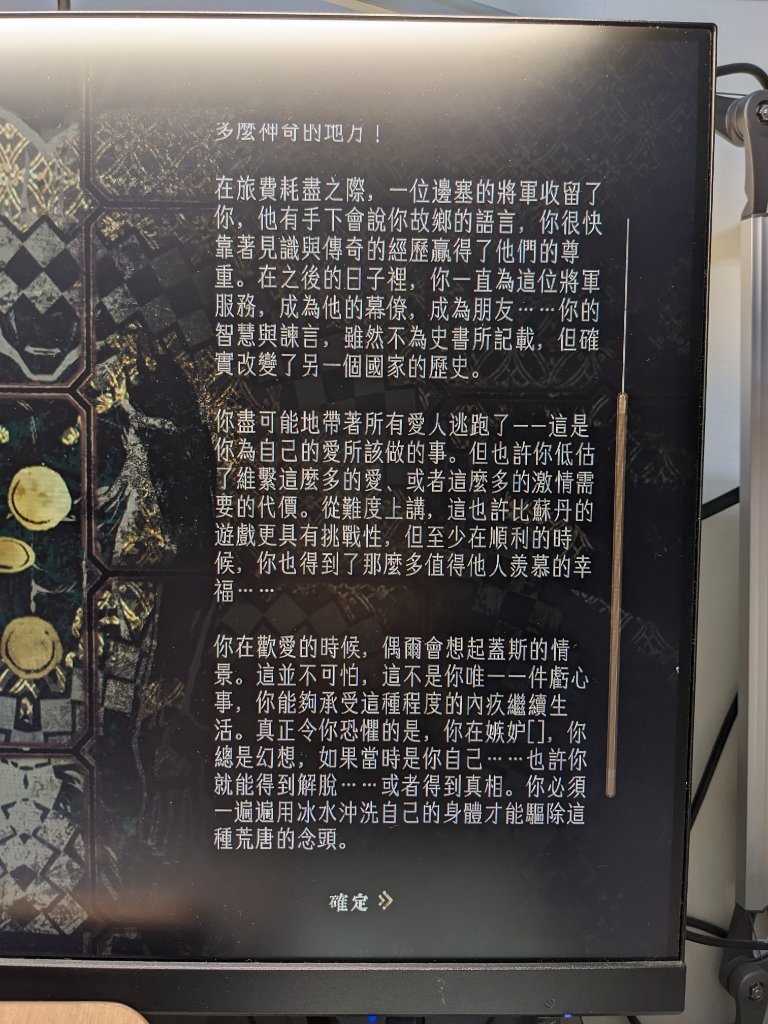 多麼神奇的地方！
在旅費耗盡之際，一位邊塞的將軍收留了
你，他有手下會說你故鄉的語言，你很快
靠著見識與傳奇的經歷贏得了他們的尊
重。在之後的日子裡，你一直為這位將軍
服務，成為他的幕僚，成為朋友……你的
智慧與諫言，雖然不為史書所記載，但確
實改變了另一個國家的歷史。
你盡可能地帶著所有愛人逃跑了——這是
你為自己的愛所該做的事。但也許你低估
了維繫這麼多的愛、或者這麼多的激情需
要的代價。從難度上講，這也許比蘇丹的
遊戲更具有挑戰性，但至少在順利的時
候，你也得到了那麼多值得他人羨慕的幸
福……
你在歡愛的時候，偶爾會想起蓋斯的情
景。這並不可怕，這不是你唯一一件虧心
事，你能夠承受這種程度的內疚繼續生
活。真正令你恐懼的是，你在嫉妒[]，你
總是幻想，如果當時是你自己……也許你
就能得到解脫……或者得到真相。你必須
一遍遍用冰水沖洗自己的身體才能驅除這
種荒唐的念頭。
確定